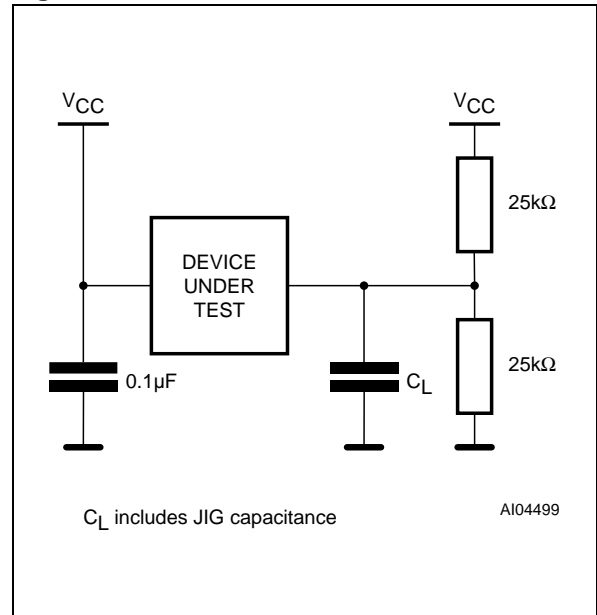 VCC
VCC
25kΩ
DEVICE
UNDER
TEST
0.1µF
CL
25kΩ
CL includes JIG capacitance
AI04499